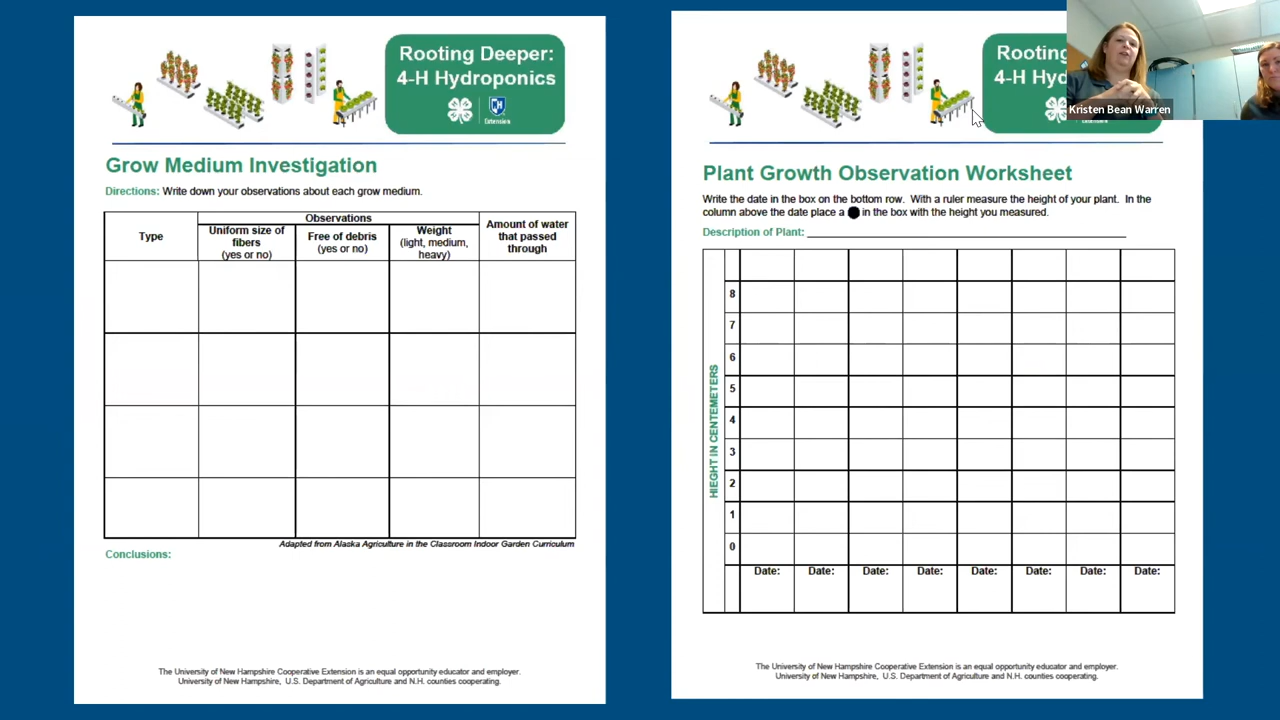 Rooting Deeper:
4-H Hydroponics
Extension
Grow Medium Investigation
Directions: Write down your observations about each grow medium.
Type
Observations
Uniform size of
fibers
(yes or no)
Free of debris
(yes or no)
Weight
(light, medium,
heavy)
Amount of water
that passed
through
Adapted from Alaska Agriculture in the Classroom Indoor Garden Curriculum
Conclusions:
The University of New Hampshire Cooperative Extension is an equal opportunity educator and employer.
University of New Hampshire, U.S. Department of Agriculture and N.H. counties cooperating.
Rooting
4-H Hyd
Kristen Bean Warren
Plant Growth Observation Worksheet
Write the date in the box on the bottom row. With a ruler measure the height of your plant. In the
column above the date place a in the box with the height you measured.
Description of Plant:
HIEGHT IN CENTEMETERS
8
7
6
5
4
3
2
1
0
Date: Date: Date: Date: Date: Date: Date: Date:
The University of New Hampshire Cooperative Extension is an equal opportunity educator and employer.
University of New Hampshire, U.S. Department of Agriculture and N.H. counties cooperating.